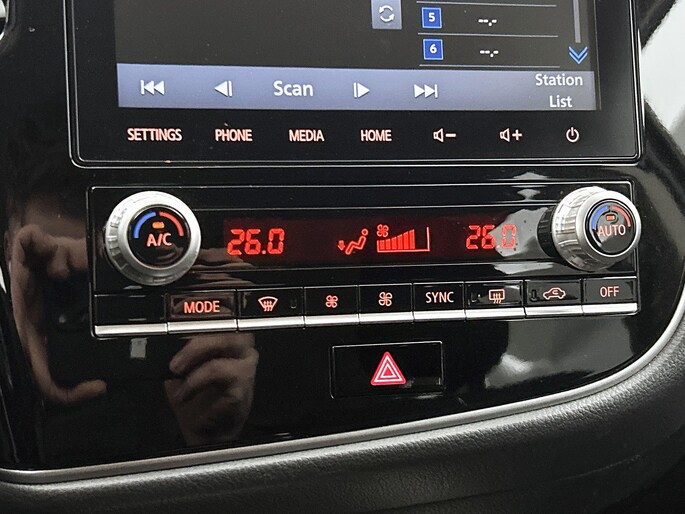 5 --.--
6 --.--
Scan
Station
List
SETTINGS PHONE MEDIA HOME
A/C
26.0
26.0
AUTO
MODE SYNC OFF